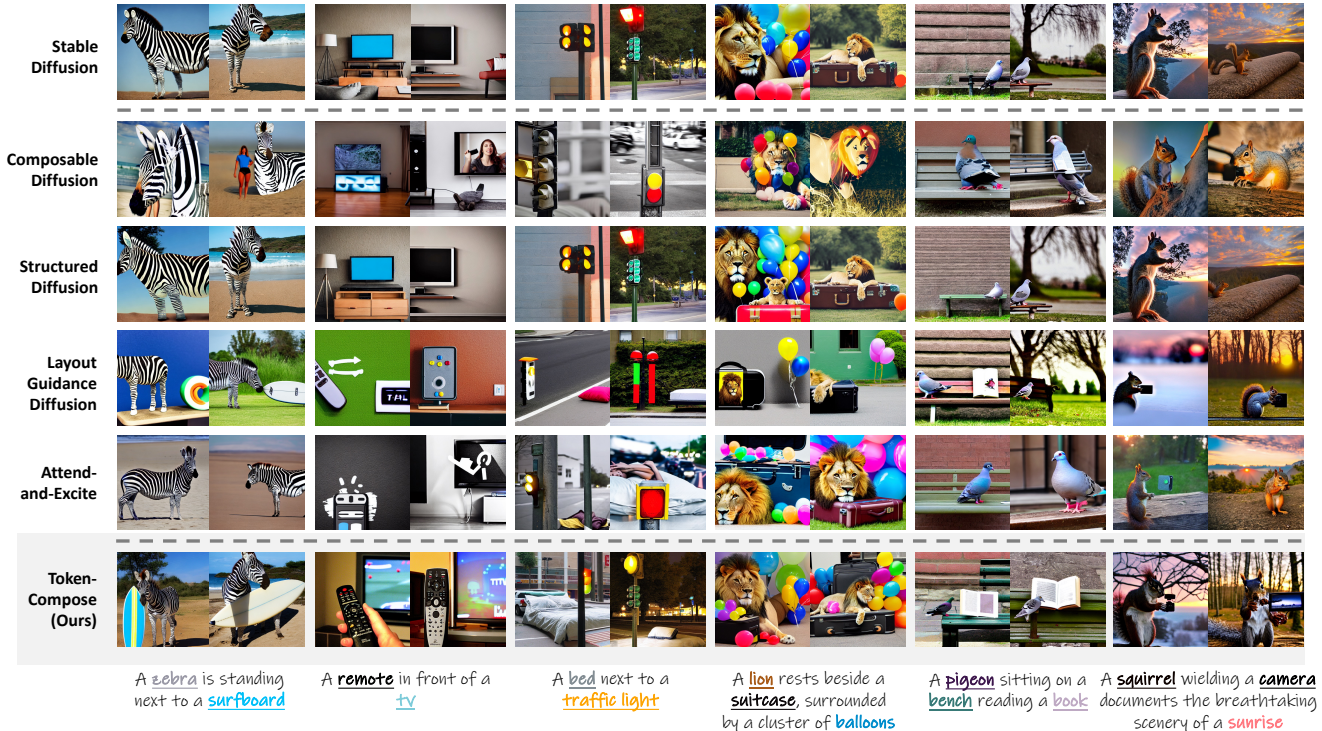 Stable
Diffusion
Composable
Diffusion
Structured
Diffusion
Layout
Guidance
Diffusion
Attend-
and-Excite
Token-
Compose
(Ours)
A zebra is standing
next to a surfboard
A remote in front of a
tv
A bed next to a
traffic light
A lion rests beside a
suitcase, surrounded
by a cluster of balloons
A pigeon sitting on a
bench reading a book
A squirrel wielding a camera
documents the breathtaking
scenery of a sunrise